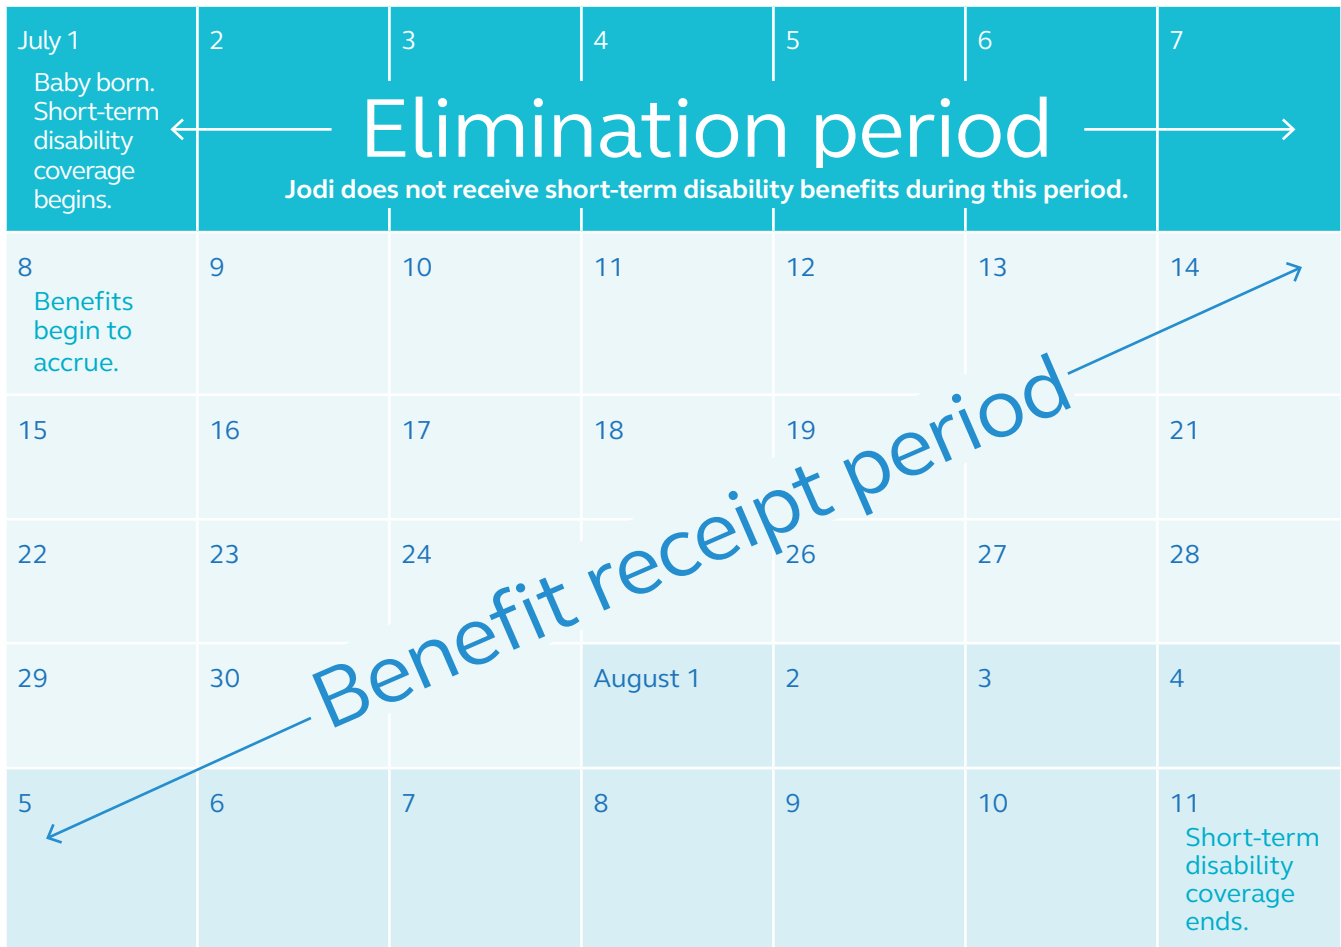 July 1
2
3
4
5
6
7
Baby born.
Short-term
disability
coverage
begins.
Elimination period
Jodi does not receive short-term disability benefits during this period.
8
9
10
11
12
13
14
Benefits
begin to
accrue.
15
16
17
18
19
21
Benefit receipt period
22
23
24
26
27
28
29
30
August 1
2
3
4
5
6
7
8
9
10
11
Short-term
disability
coverage
ends.